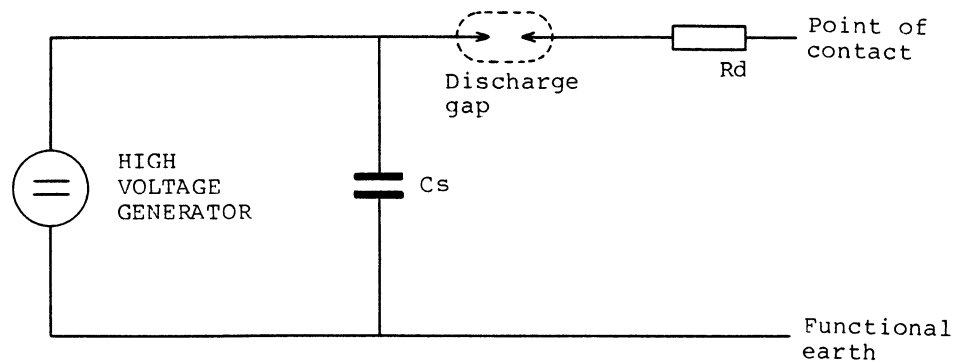 Point of
contact
Rd
Discharge
gap
HIGH
VOLTAGE
GENERATOR
Cs
Functional
earth